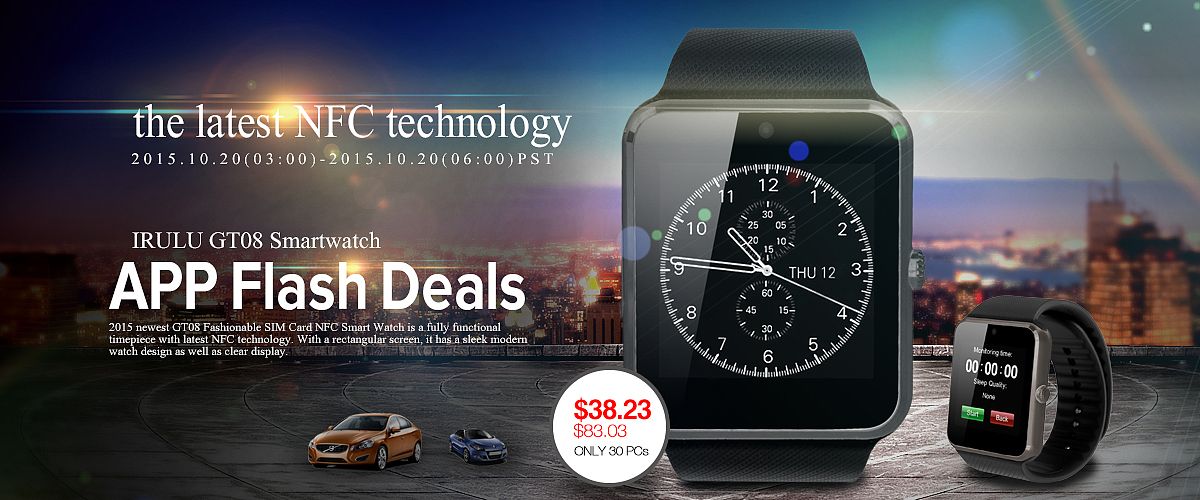 the latest NFC technology
2015.10.20(03:00)-2015.10.20(06:00)PST
IRULU GT08 Smartwatch
APP Flash Deals
2015 newest GT08 Fashionable SIM Card NFC Smart Watch is a fully functional
timepiece with latest NFC technology. With a rectangular screen, it has a sleek modern
watch design as well as clear display.
$38.23
$83.03
ONLY 30 PCs
12
11 1
10 2
9 3
8 4
7 5
6
30
25 05
20 10
15
THU 12
60
45 15
30
Monitoring time:
00:00:00
Sleep Quality:
None
Start Back